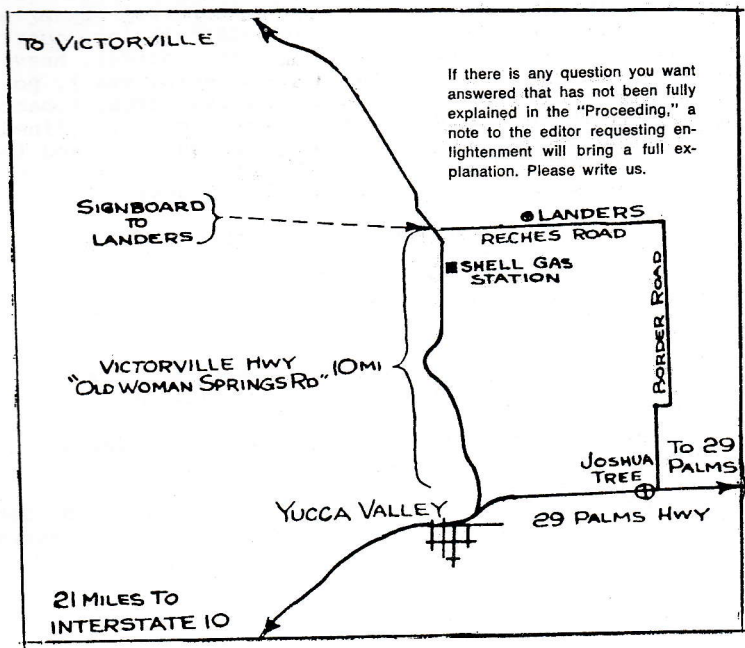 TO VICTORVILLE
If there is any question you want
answered that has not been fully
explained in the "Proceeding," a
note to the editor requesting en-
lightenment will bring a full ex-
planation. Please write us.
SIGNBOARD
TO
LANDERS
LANDERS
RECHES ROAD
SHELL GAS
STATION
BORDER ROAD
VICTORVILLE HWY
"OLD WOMAN SPRINGS RD"
10 MI
JOSHUA
TREE
TO 29
PALMS
YUCCA VALLEY
29 PALMS HWY
21 MILES TO
INTERSTATE 10